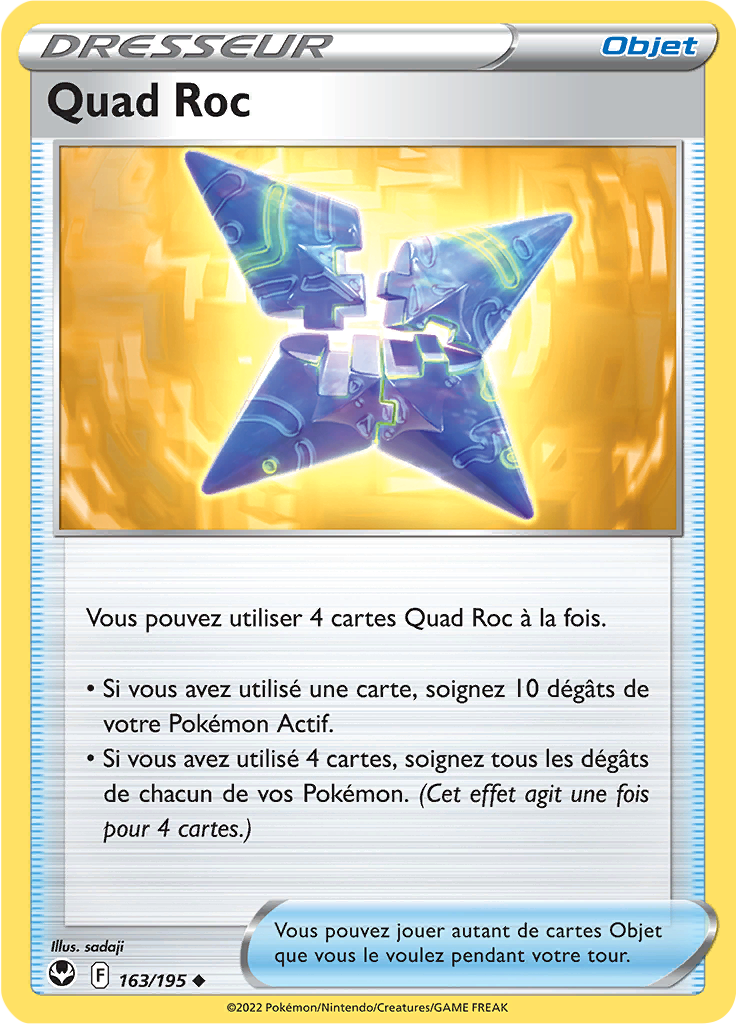 DRESSEUR
Objet
Quad Roc
Vous pouvez utiliser 4 cartes Quad Roc à la fois.
• Si vous avez utilisé une carte, soignez 10 dégâts de
votre Pokémon Actif.
• Si vous avez utilisé 4 cartes, soignez tous les dégâts
de chacun de vos Pokémon. (Cet effet agit une fois
pour 4 cartes.)
Vous pouvez jouer autant de cartes Objet
que vous le voulez pendant votre tour.
Illus. sadaji
F 163/195
©2022 Pokémon/Nintendo/Creatures/GAME FREAK